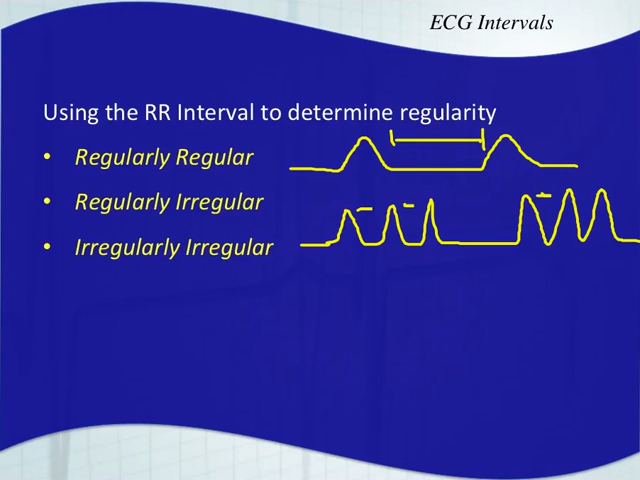 ECG Intervals
Using the RR Interval to determine regularity
• Regularly Regular
• Regularly Irregular
• Irregularly Irregular